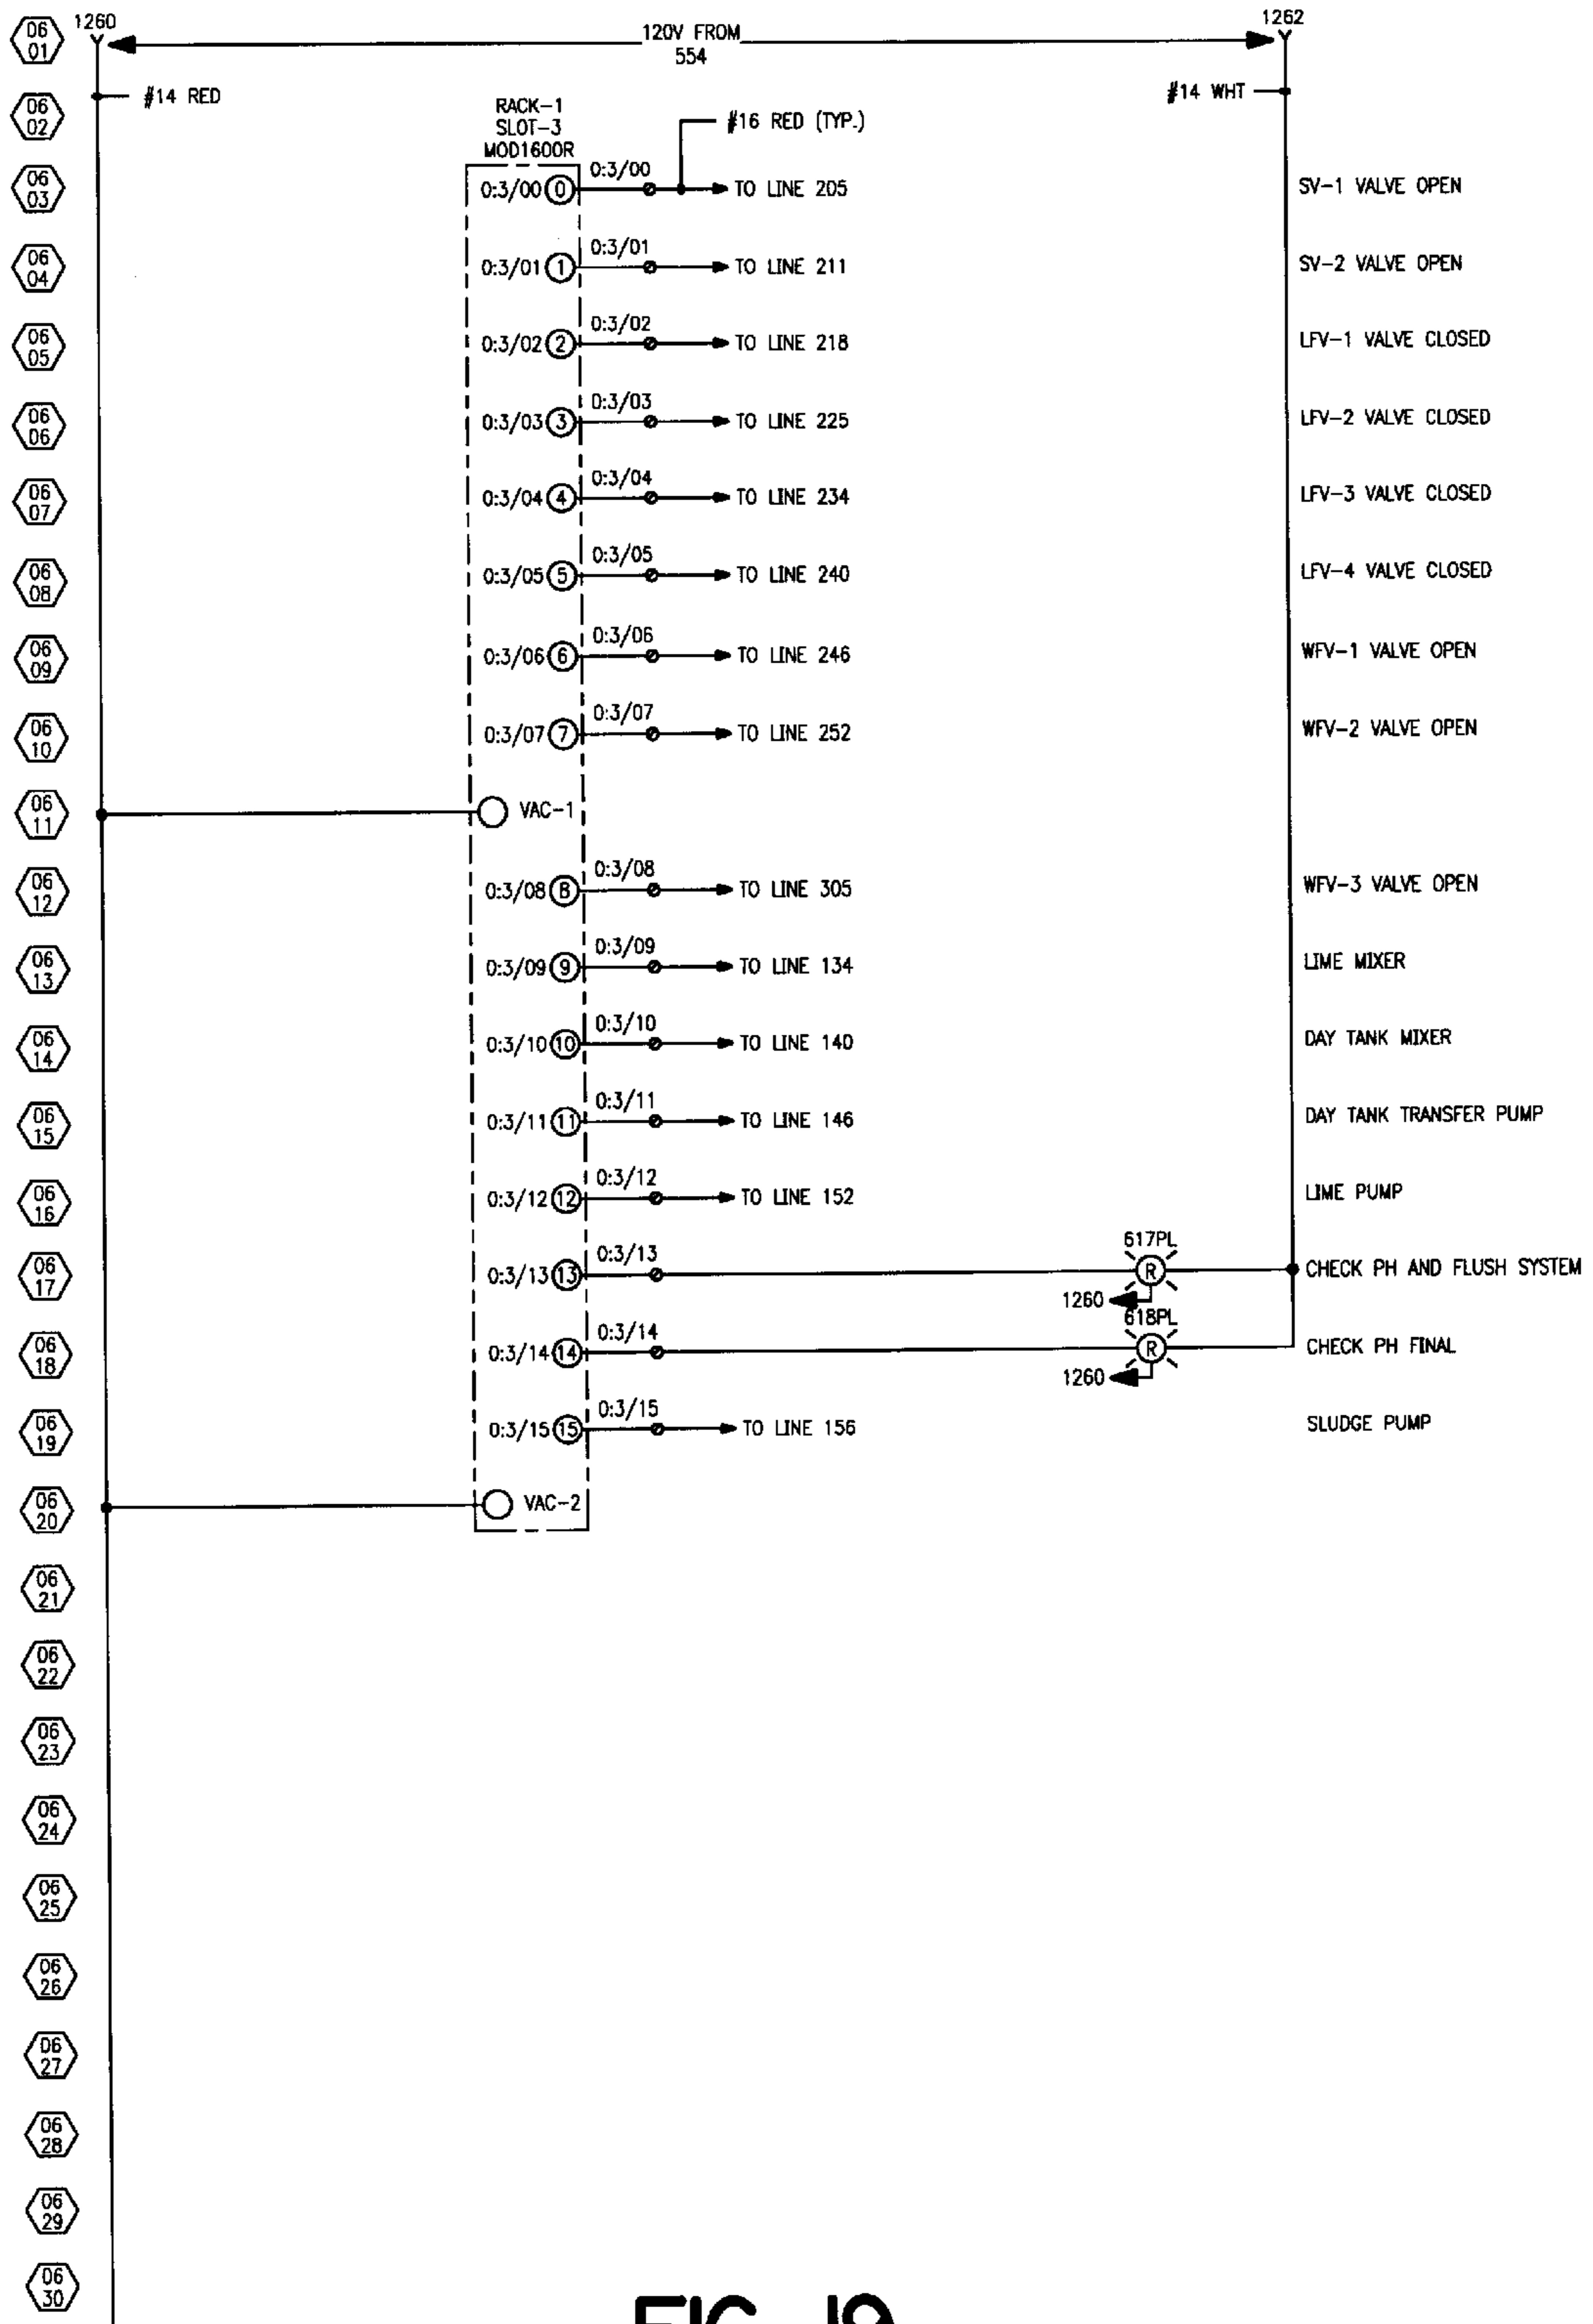 06
01
1260
120V FROM
554
1262
06
02
#14 RED
RACK-1
SLOT-3
MOD1600R
#16 RED (TYP.)
#14 WHT
06
03
0:3/00 0 0:3/00 TO LINE 205 SV-1 VALVE OPEN
06
04
0:3/01 1 0:3/01 TO LINE 211 SV-2 VALVE OPEN
06
05
0:3/02 2 0:3/02 TO LINE 218 LFV-1 VALVE CLOSED
06
06
0:3/03 3 0:3/03 TO LINE 225 LFV-2 VALVE CLOSED
06
07
0:3/04 4 0:3/04 TO LINE 234 LFV-3 VALVE CLOSED
06
08
0:3/05 5 0:3/05 TO LINE 240 LFV-4 VALVE CLOSED
06
09
0:3/06 6 0:3/06 TO LINE 246 WFV-1 VALVE OPEN
06
10
0:3/07 7 0:3/07 TO LINE 252 WFV-2 VALVE OPEN
06
11
VAC-1
06
12
0:3/08 8 0:3/08 TO LINE 305 WFV-3 VALVE OPEN
06
13
0:3/09 9 0:3/09 TO LINE 134 LIME MIXER
06
14
0:3/10 10 0:3/10 TO LINE 140 DAY TANK MIXER
06
15
0:3/11 11 0:3/11 TO LINE 146 DAY TANK TRANSFER PUMP
06
16
0:3/12 12 0:3/12 TO LINE 152 LIME PUMP
06
17
0:3/13 13 0:3/13 617PL R 1260 CHECK PH AND FLUSH SYSTEM
06
18
0:3/14 14 0:3/14 618PL R 1260 CHECK PH FINAL
06
19
0:3/15 15 0:3/15 TO LINE 156 SLUDGE PUMP
06
20
VAC-2
06
21
06
22
06
23
06
24
06
25
06
26
06
27
06
28
06
29
06
30
FIG. 19